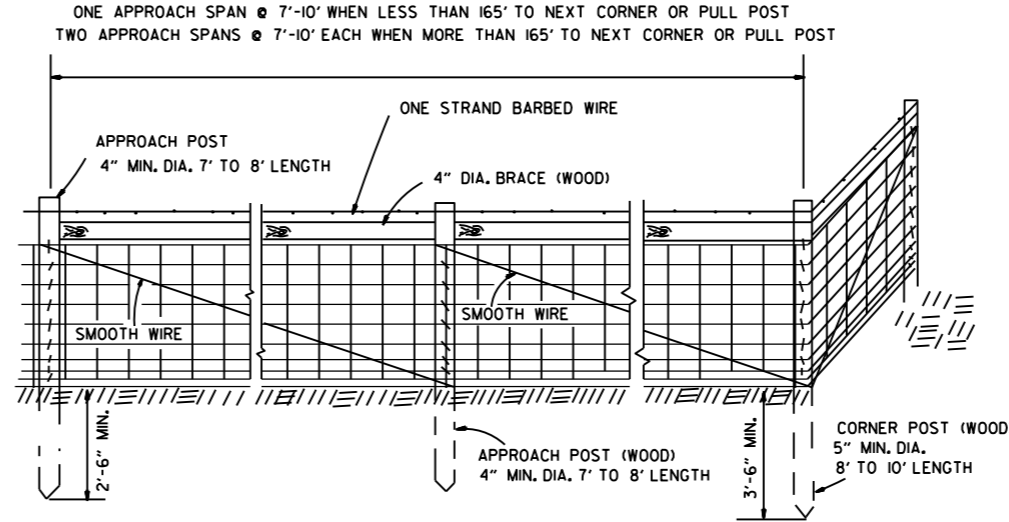 ONE APPROACH SPAN @ 7'-10' WHEN LESS THAN 165' TO NEXT CORNER OR PULL POST
TWO APPROACH SPANS @ 7'-10' EACH WHEN MORE THAN 165' TO NEXT CORNER OR PULL POST
ONE STRAND BARBED WIRE
APPROACH POST
4" MIN. DIA. 7' TO 8' LENGTH
4" DIA. BRACE (WOOD)
SMOOTH WIRE
SMOOTH WIRE
2'-6" MIN.
APPROACH POST (WOOD)
4" MIN. DIA. 7' TO 8' LENGTH
3'-6" MIN.
CORNER POST (WOOD
5" MIN. DIA.
8' TO 10' LENGTH